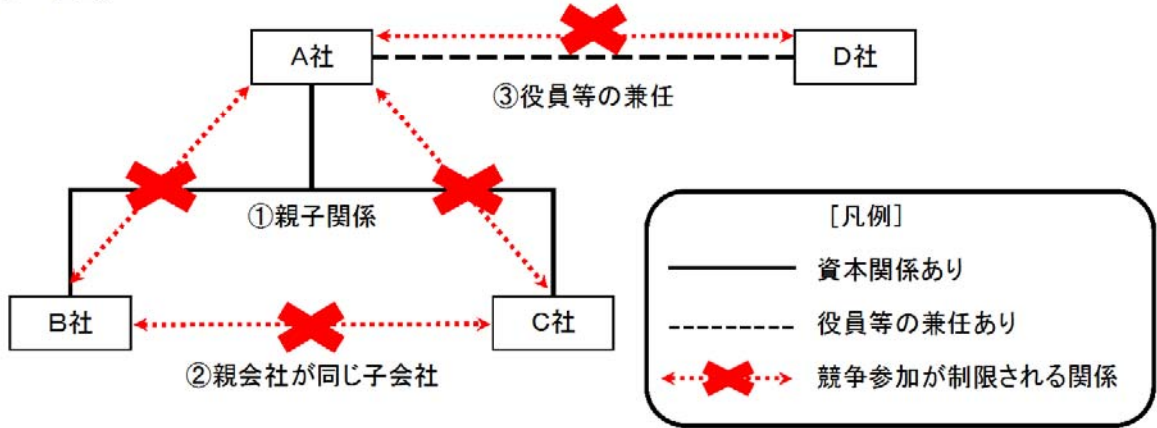 A社
D社
③役員等の兼任
①親子関係
B社
C社
②親会社が同じ子会社
［凡例］
資本関係あり
役員等の兼任あり
競争参加が制限される関係